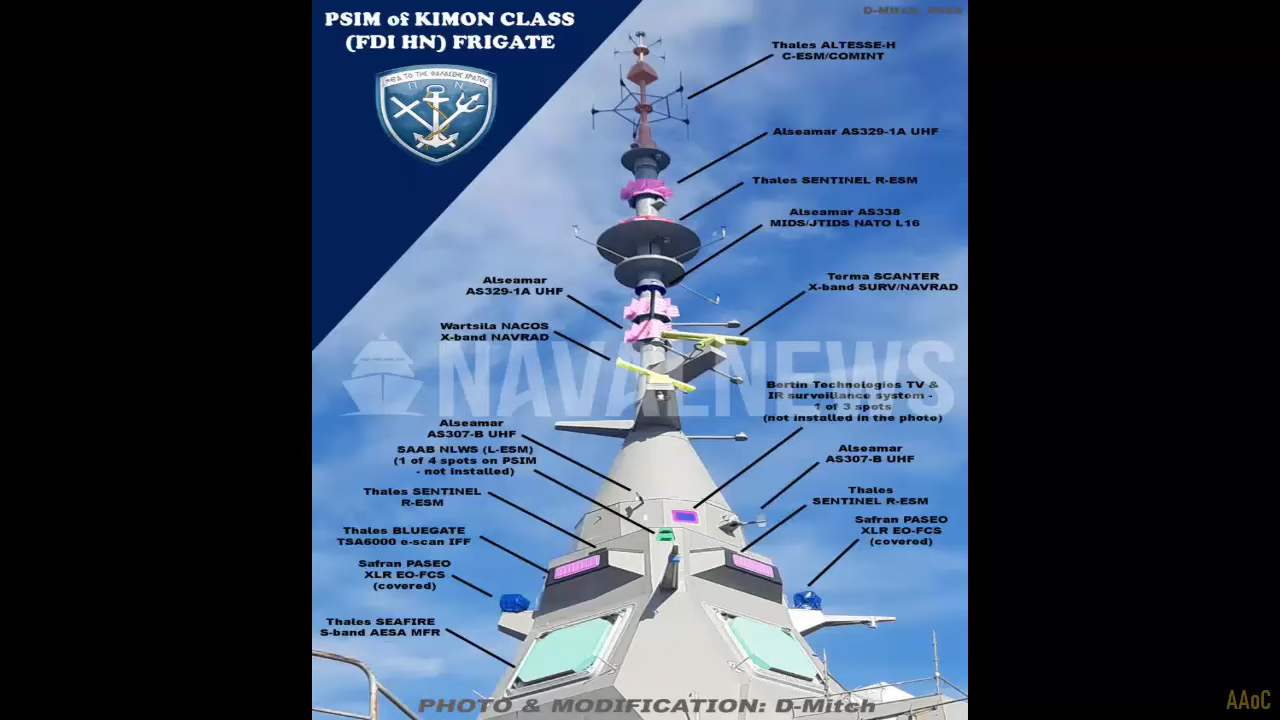 PSIM of KIMON CLASS
(FDI HN) FRIGATE
ΜΕΓΑ ΤΟ ΤΗΣ ΘΑΛΑΣΣΗΣ ΚΡΑΤΟΣ
Π Ν
Thales ALTESSE-H
C-ESM/COMINT
Alseamar AS329-1A UHF
Thales SENTINEL R-ESM
Alseamar AS338
MIDS/JTIDS NATO L16
Alseamar
AS329-1A UHF
Terma SCANTER
X-band SURV/NAVRAD
Wartsila NACOS
X-band NAVRAD
NAVALNEWS
Bertin Technologies TV &
IR surveillance system -
1 of 3 spots
(not installed in the photo)
Alseamar
AS307-B UHF
SAAB NLWS (L-ESM)
(1 of 4 spots on PSIM
- not installed)
Alseamar
AS307-B UHF
Thales SENTINEL
R-ESM
Thales
SENTINEL R-ESM
Thales BLUEGATE
TSA6000 e-scan IFF
Safran PASEO
XLR EO-FCS
(covered)
Safran PASEO
XLR EO-FCS
(covered)
Thales SEAFIRE
S-band AESA MFR
PHOTO & MODIFICATION: D-Mitch
AAoC